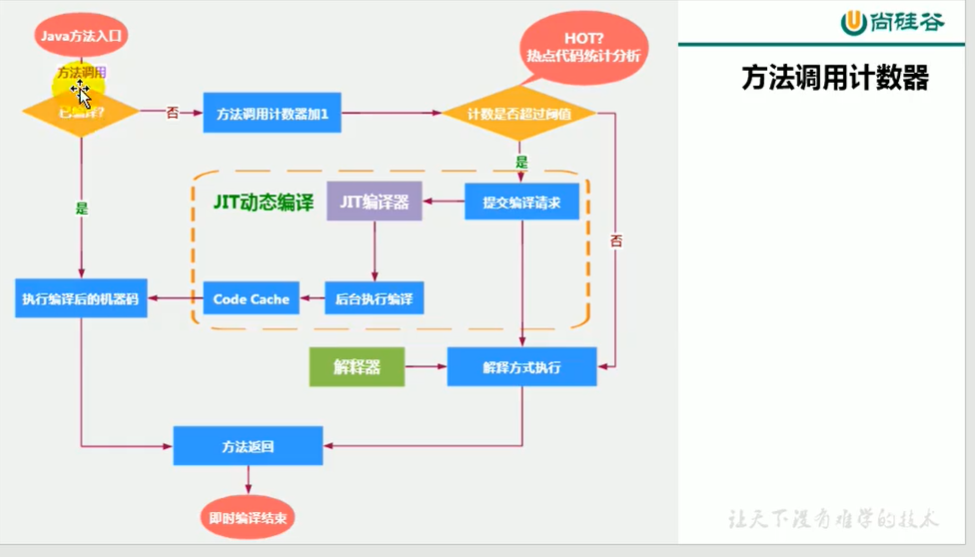 Java方法入口
方法调用
已编译?
否
方法调用计数器加1
HOT?
热点代码统计分析
计数是否超过阈值
是
否
是
JIT动态编译
JIT编译器
提交编译请求
执行编译后的机器码
Code Cache
后台执行编译
解释器
解释方式执行
方法返回
即时编译结束
尚硅谷
方法调用计数器
让天下没有难学的技术